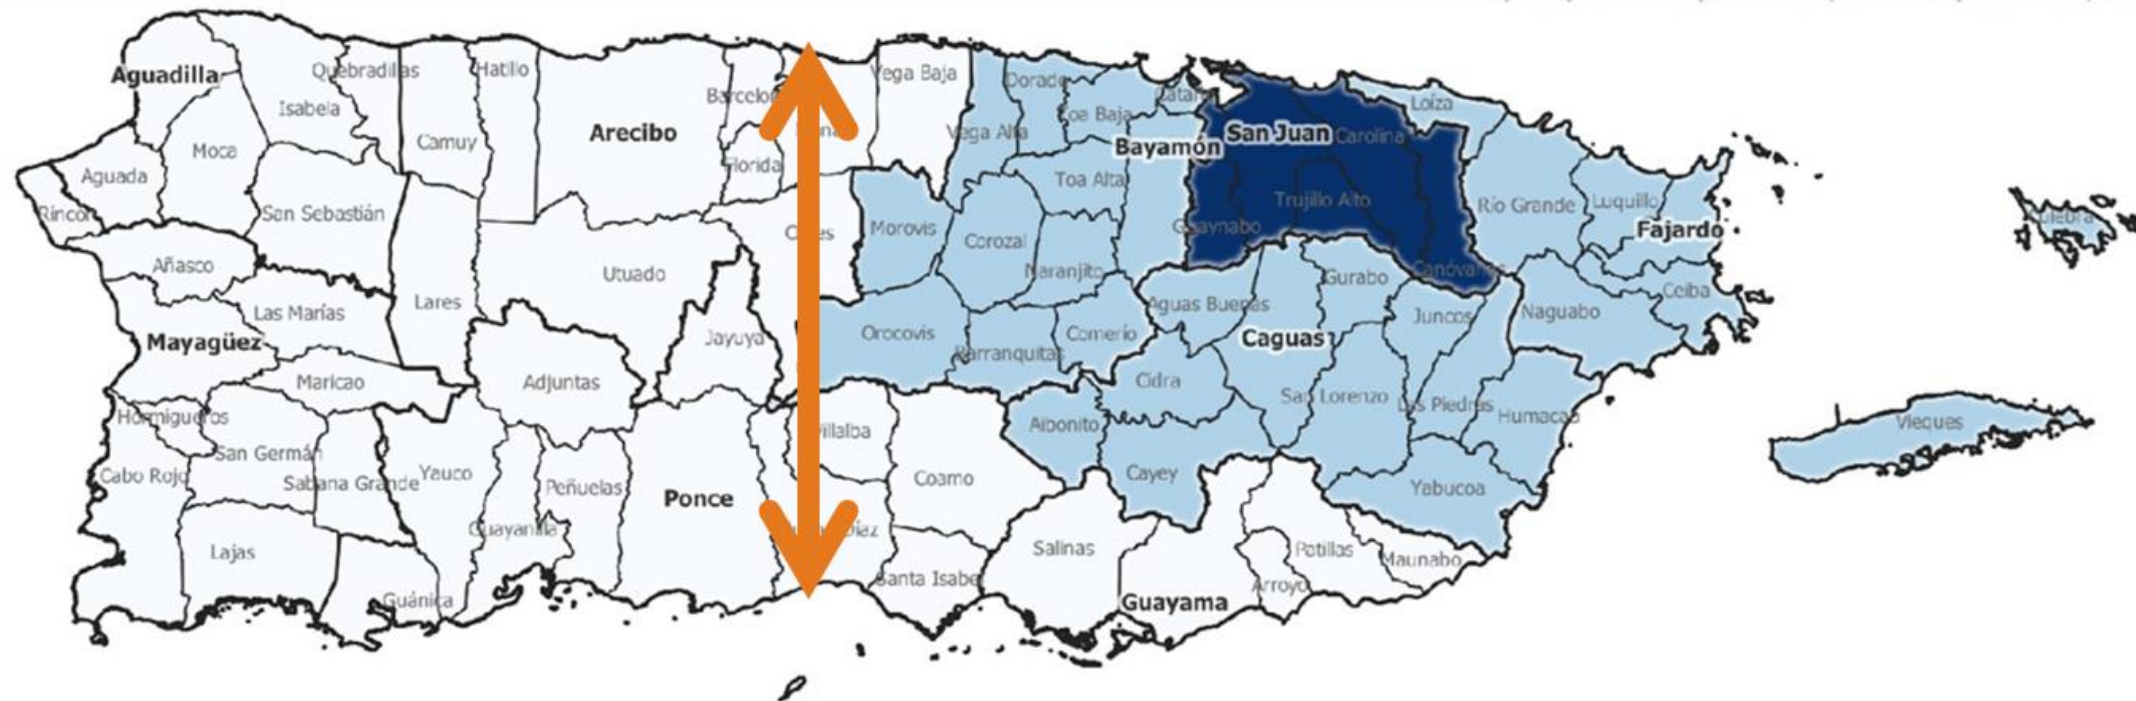 Aguadilla
Quebradillas
Hatillo
Isabela
Camuy
Arecibo
Vega Baja
Dorado
Loíza
Vega Alta
Toa Baja
San Juan
Carolina
Bayamón
Moca
Aguada
Florida
Toa Alta
Rincón
San Sebastián
Trujillo Alto
Guaynabo
Río Grande
Luquillo
Fajardo
Culebra
Morovis
Corozal
Naranjito
Añasco
Utuado
Canóvanas
Gurabo
Ceiba
Las Marías
Lares
Aguas Buenas
Juncos
Naguabo
Mayagüez
Jayuya
Orocovis
Barranquitas
Comerío
Caguas
Maricao
Adjuntas
Cidra
San Lorenzo
Las Piedras
Humacao
Hormigueros
San Germán
Sabana Grande
Cabo Rojo
Yauco
Peñuelas
Ponce
Villalba
Coamo
Aibonito
Cayey
Yabucoa
Vieques
Guayanilla
Díaz
Lajas
Salinas
Patillas
Maunabo
Santa Isabe
Arroyo
Guánica
Guayama